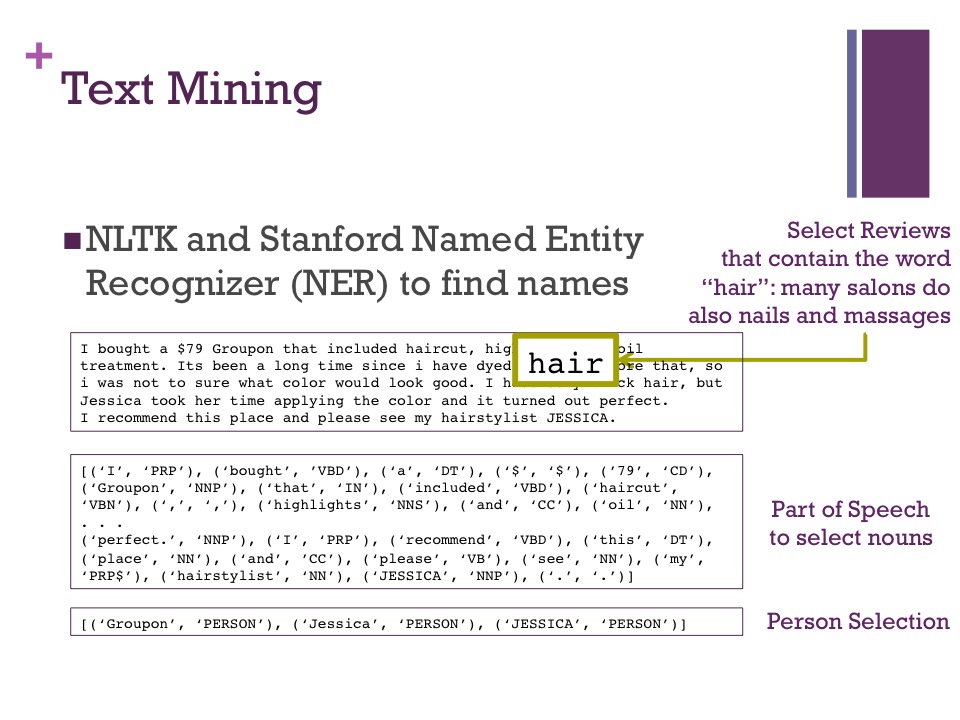 +
Text Mining
■NLTK and Stanford Named Entity
Recognizer (NER) to find names
Select Reviews
that contain the word
“hair”: many salons do
also nails and massages
I bought a $79 Groupon that included haircut, hig oil
treatment. Its been a long time since i have dyed ore that, so
i was not to sure what color would look good. I h ck hair, but
Jessica took her time applying the color and it turned out perfect.
I recommend this place and please see my hairstylist JESSICA.
hair
[(‘I’, ‘PRP’), (‘bought’, ’VBD’), (‘a’, ‘DT’), (‘$’, ‘$’), (’79’, ‘CD’),
(‘Groupon’, ‘NNP’), (‘that’, ‘IN’), (‘included’, ‘VBD’), (‘haircut’,
‘VBN’), (‘,’, ‘,’), (‘highlights’, ‘NNS’), (‘and’, ‘CC’), (‘oil’, ‘NN’),
. . .
(‘perfect.’, ‘NNP’), (‘I’, ‘PRP’), (‘recommend’, ‘VBD’), (‘this’, ‘DT’),
(‘place’, ‘NN’), (‘and’, ‘CC’), (‘please’, ‘VB’), (‘see’, ‘NN’), (‘my’,
‘PRP$’), (‘hairstylist’, ‘NN’), (‘JESSICA’, ‘NNP’), (‘.’, ‘.’)]
Part of Speech
to select nouns
[(‘Groupon’, ‘PERSON’), (‘Jessica’, ‘PERSON’), (‘JESSICA’, ‘PERSON’)]
Person Selection